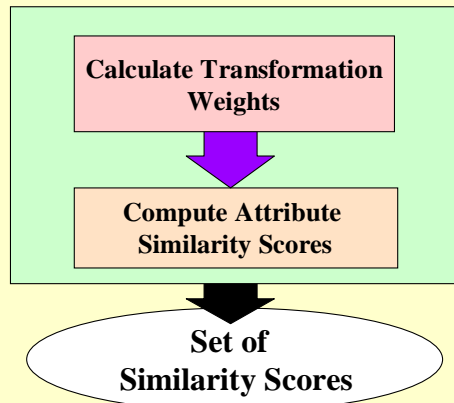 Calculate Transformation
Weights
Compute Attribute
Similarity Scores
Set of
Similarity Scores